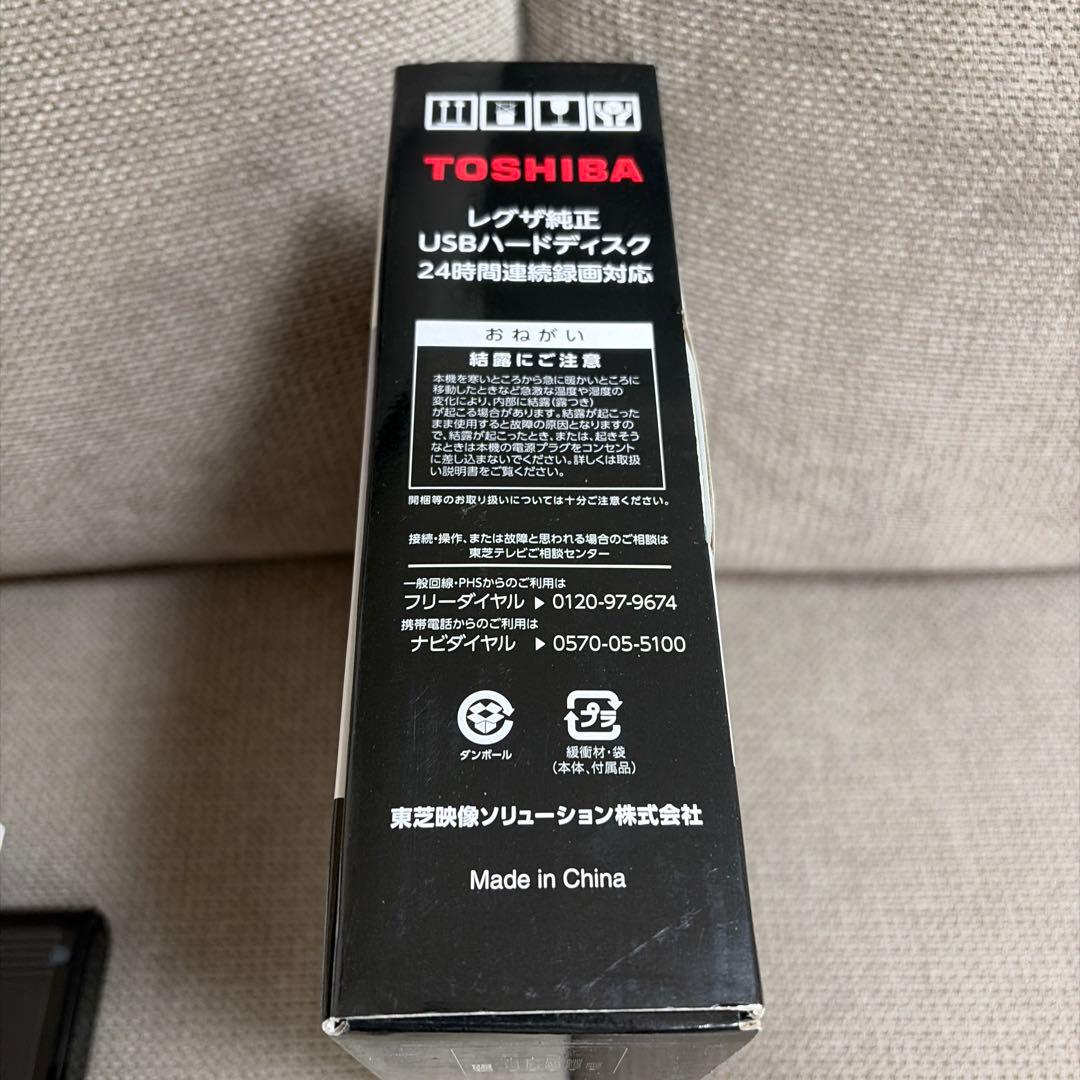 TOSHIBA
レグザ純正
USBハードディスク
24時間連続録画対応
おねがい
結露にご注意
本機を寒いところから急に暖かいところに
移動したときなど急激な温度や湿度の
変化により、内部に結露(露つき)
が起こる場合があります。結露が起こった
まま使用すると故障の原因となりますの
で、結露が起こったとき、または、起きそう
なときは本機の電源プラグをコンセント
に差し込まないでください。詳しくは取扱
い説明書をご覧ください。
開梱等のお取り扱いについては十分ご注意ください。
接続・操作、または故障と思われる場合のご相談は
東芝テレビご相談センター
一般回線・PHSからのご利用は
フリーダイヤル ▶ 0120-97-9674
携帯電話からのご利用は
ナビダイヤル ▶ 0570-05-5100
プラ
ダンボール
緩衝材・袋
(本体、付属品)
東芝映像ソリューション株式会社
Made in China